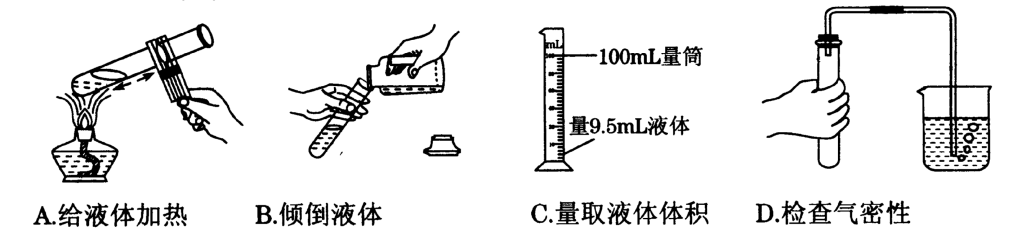 mL
100mL量筒
量9.5mL液体
A.给液体加热
B.倾倒液体
C.量取液体体积
D.检查气密性